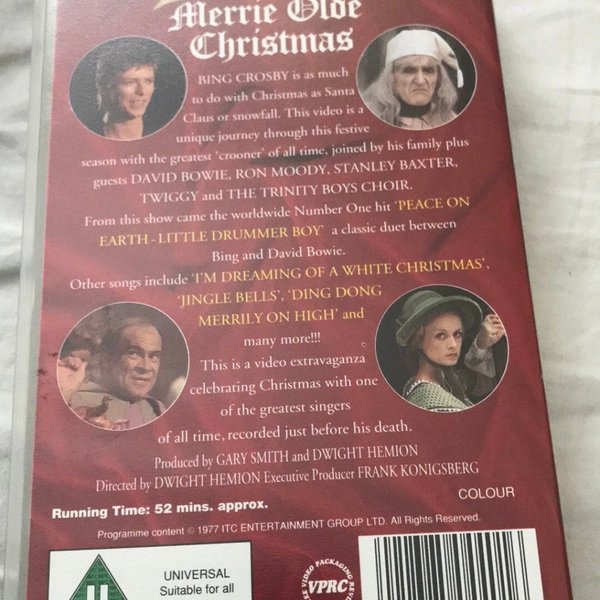 Merrie Olde
Christmas
BING CROSBY is as much
to do with Christmas as Santa
Claus or snowfall. This video is a
unique journey through this festive
season with the greatest 'crooner' of all time, joined by his family plus
guests DAVID BOWIE, RON MOODY, STANLEY BAXTER,
TWIGGY and THE TRINITY BOYS CHOIR.
From this show came the worldwide Number One hit 'PEACE ON
EARTH - LITTLE DRUMMER BOY' a classic duet between
Bing and David Bowie.
Other songs include 'I'M DREAMING OF A WHITE CHRISTMAS',
'JINGLE BELLS', 'DING DONG
MERRILY ON HIGH' and
many more!!!
This is a video extravaganza
celebrating Christmas with one
of the greatest singers
of all time, recorded just before his death.
Produced by GARY SMITH and DWIGHT HEMION
Directed by DWIGHT HEMION Executive Producer FRANK KONIGSBERG
COLOUR
Running Time: 52 mins. approx.
Programme content © 1977 ITC ENTERTAINMENT GROUP LTD. All Rights Reserved.
U
UNIVERSAL
Suitable for all
VIDEO PACKAGING
VPRC